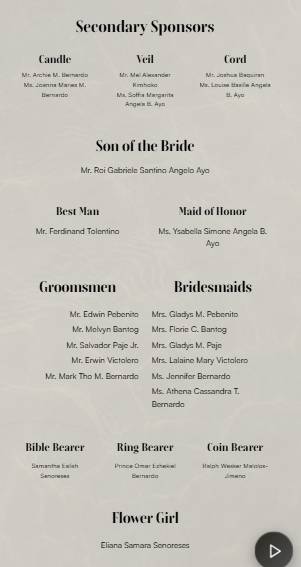 Secondary Sponsors
Candle
Mr. Archie M. Bernardo
Ms. Joanna Maries M.
Bernardo
Veil
Mr. Mel Alexander
Kimhoko
Ms. Soffia Margarita
Angela B. Ayo
Cord
Mr. Joshua Baquiran
Ms. Louise Basille Angela
B. Ayo
Son of the Bride
Mr. Roi Gabriele Santino Angelo Ayo
Best Man
Mr. Ferdinand Tolentino
Maid of Honor
Ms. Ysabella Simone Angela B.
Ayo
Groomsmen
Mr. Edwin Pebenito
Mr. Melvyn Bantog
Mr. Salvador Paje Jr.
Mr. Erwin Victolero
Mr. Mark Tho M. Bernardo
Bridesmaids
Mrs. Gladys M. Pebenito
Mrs. Florie C. Bantog
Mrs. Gladys M. Paje
Mrs. Lalaine Mary Victolero
Ms. Jennifer Bernardo
Ms. Athena Cassandra T.
Bernardo
Bible Bearer
Samantha Ealish
Senoreses
Ring Bearer
Prince Omar Ezhekiel
Bernardo
Coin Bearer
Ralph Wesker Malolos-
Jimeno
Flower Girl
Eliana Samara Senoreses